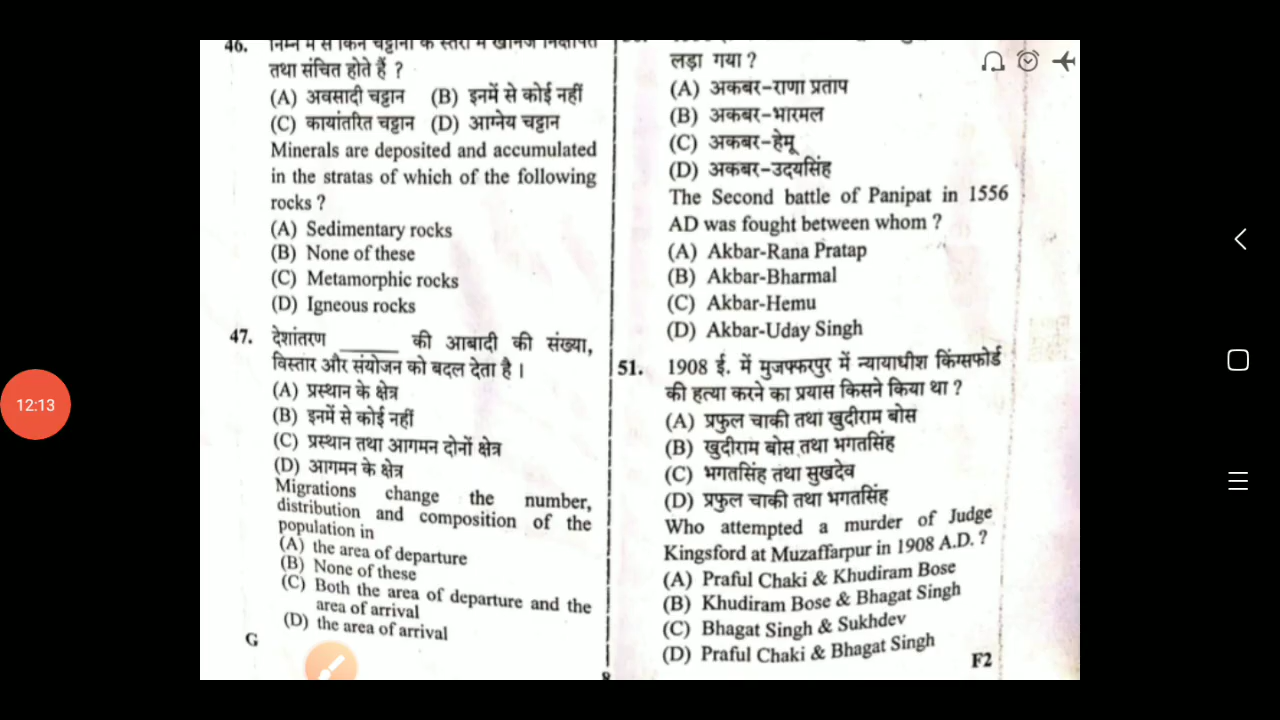 46. निम्न में से किन चट्टानों के स्तरों में खनिज निक्षेपित
तथा संचित होते हैं ?
(A) अवसादी चट्टान (B) इनमें से कोई नहीं
(C) कायांतरित चट्टान (D) आग्नेय चट्टान
Minerals are deposited and accumulated
in the stratas of which of the following
rocks ?
(A) Sedimentary rocks
(B) None of these
(C) Metamorphic rocks
(D) Igneous rocks
47. देशांतरण ______ की आबादी की संख्या,
विस्तार और संयोजन को बदल देता है ।
(A) प्रस्थान के क्षेत्र
(B) इनमें से कोई नहीं
(C) प्रस्थान तथा आगमन दोनों क्षेत्र
(D) आगमन के क्षेत्र
Migrations change the number,
distribution and composition of the
population in
(A) the area of departure
(B) None of these
(C) Both the area of departure and the
area of arrival
(D) the area of arrival
G
8
लड़ा गया ?
(A) अकबर-राणा प्रताप
(B) अकबर-भारमल
(C) अकबर-हेमू
(D) अकबर-उदयसिंह
The Second battle of Panipat in 1556
AD was fought between whom ?
(A) Akbar-Rana Pratap
(B) Akbar-Bharmal
(C) Akbar-Hemu
(D) Akbar-Uday Singh
51. 1908 ई. में मुजफ्फरपुर में न्यायाधीश किंग्सफोर्ड
की हत्या करने का प्रयास किसने किया था ?
(A) प्रफुल चाकी तथा खुदीराम बोस
(B) खुदीराम बोस तथा भगतसिंह
(C) भगतसिंह तथा सुखदेव
(D) प्रफुल चाकी तथा भगतसिंह
Who attempted a murder of Judge
Kingsford at Muzaffarpur in 1908 A.D. ?
(A) Praful Chaki & Khudiram Bose
(B) Khudiram Bose & Bhagat Singh
(C) Bhagat Singh & Sukhdev
(D) Praful Chaki & Bhagat Singh
F2
12:13